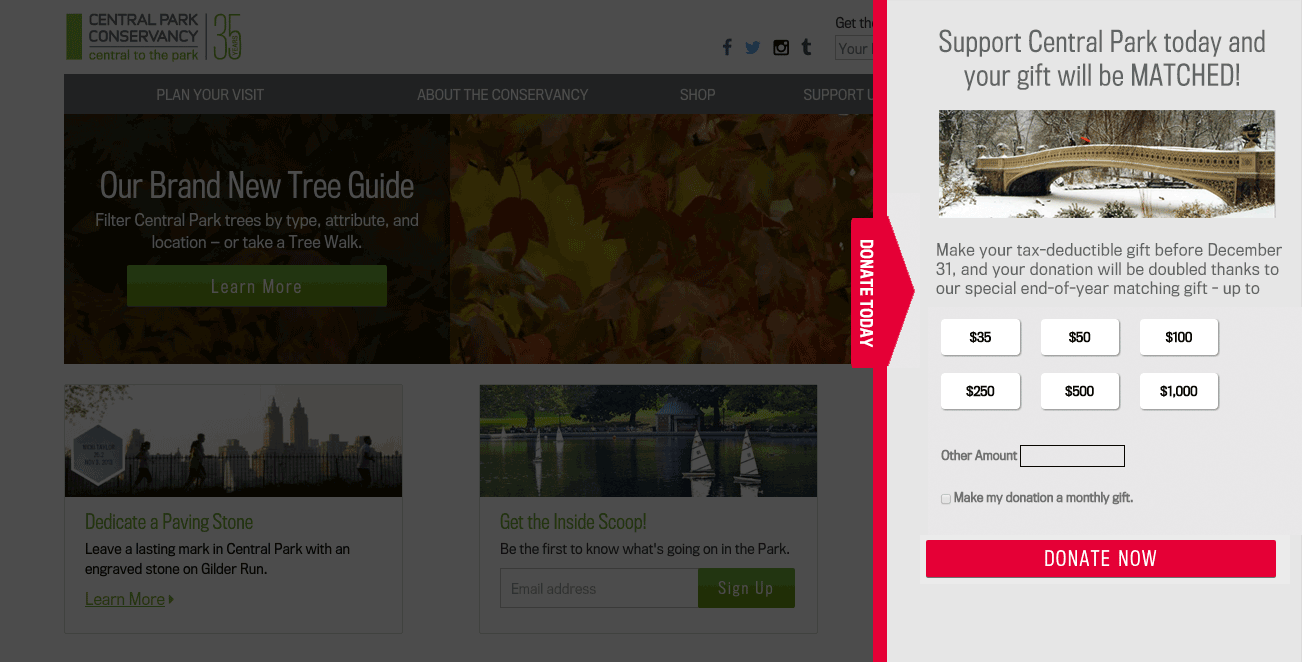 CENTRAL PARK
CONSERVANCY
central to the park
35
YEARS
Get the
Your
PLAN YOUR VISIT
ABOUT THE CONSERVANCY
SHOP
SUPPORT U
Our Brand New Tree Guide
Filter Central Park trees by type, attribute, and
location – or take a Tree Walk.
Learn More
Dedicate a Paving Stone
Leave a lasting mark in Central Park with an
engraved stone on Gilder Run.
Learn More
Get the Inside Scoop!
Be the first to know what's going on in the Park.
Email address
Sign Up
DONATE TODAY
Support Central Park today and
your gift will be MATCHED!
Make your tax-deductible gift before December
31, and your donation will be doubled thanks to
our special end-of-year matching gift - up to
$35
$50
$100
$250
$500
$1,000
Other Amount
Make my donation a monthly gift.
DONATE NOW